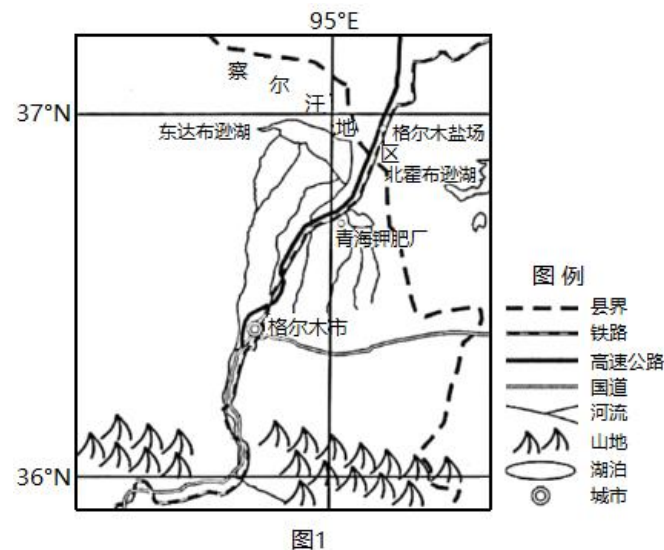 95°E
察
尔
汗
37°N
地
东达布逊湖
格尔木盐场
区
北霍布逊湖
青海钾肥厂
图例
县界
铁路
格尔木市
高速公路
国道
河流
山地
36°N
湖泊
城市
图1